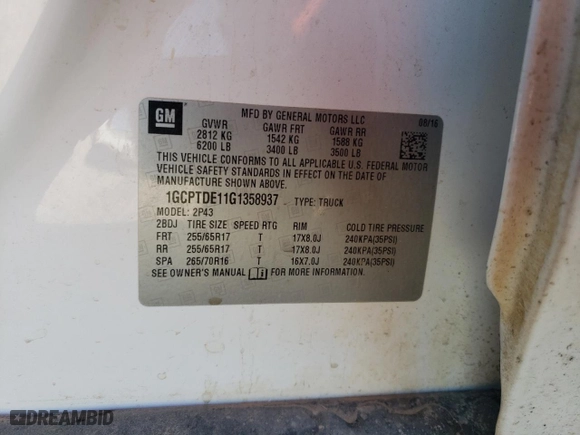 GM
MFD BY GENERAL MOTORS LLC
08/16
GVWR GAWR FRT GAWR RR
2812 KG 1542 KG 1588 KG
6200 LB 3400 LB 3500 LB
THIS VEHICLE CONFORMS TO ALL APPLICABLE U.S. FEDERAL MOTOR
VEHICLE SAFETY STANDARDS IN EFFECT ON THE DATE OF
MANUFACTURE SHOWN ABOVE.
1GCPTDE11G1358937 TYPE: TRUCK
MODEL: 2P43
2BDJ TIRE SIZE SPEED RTG RIM COLD TIRE PRESSURE
FRT 255/65R17 T 17X8.0J 240KPA(35PSI)
RR 255/65R17 T 17X8.0J 240KPA(35PSI)
SPA 265/70R16 T 16X7.0J 240KPA(35PSI)
SEE OWNER'S MANUAL FOR MORE INFORMATION.
DREAMBID